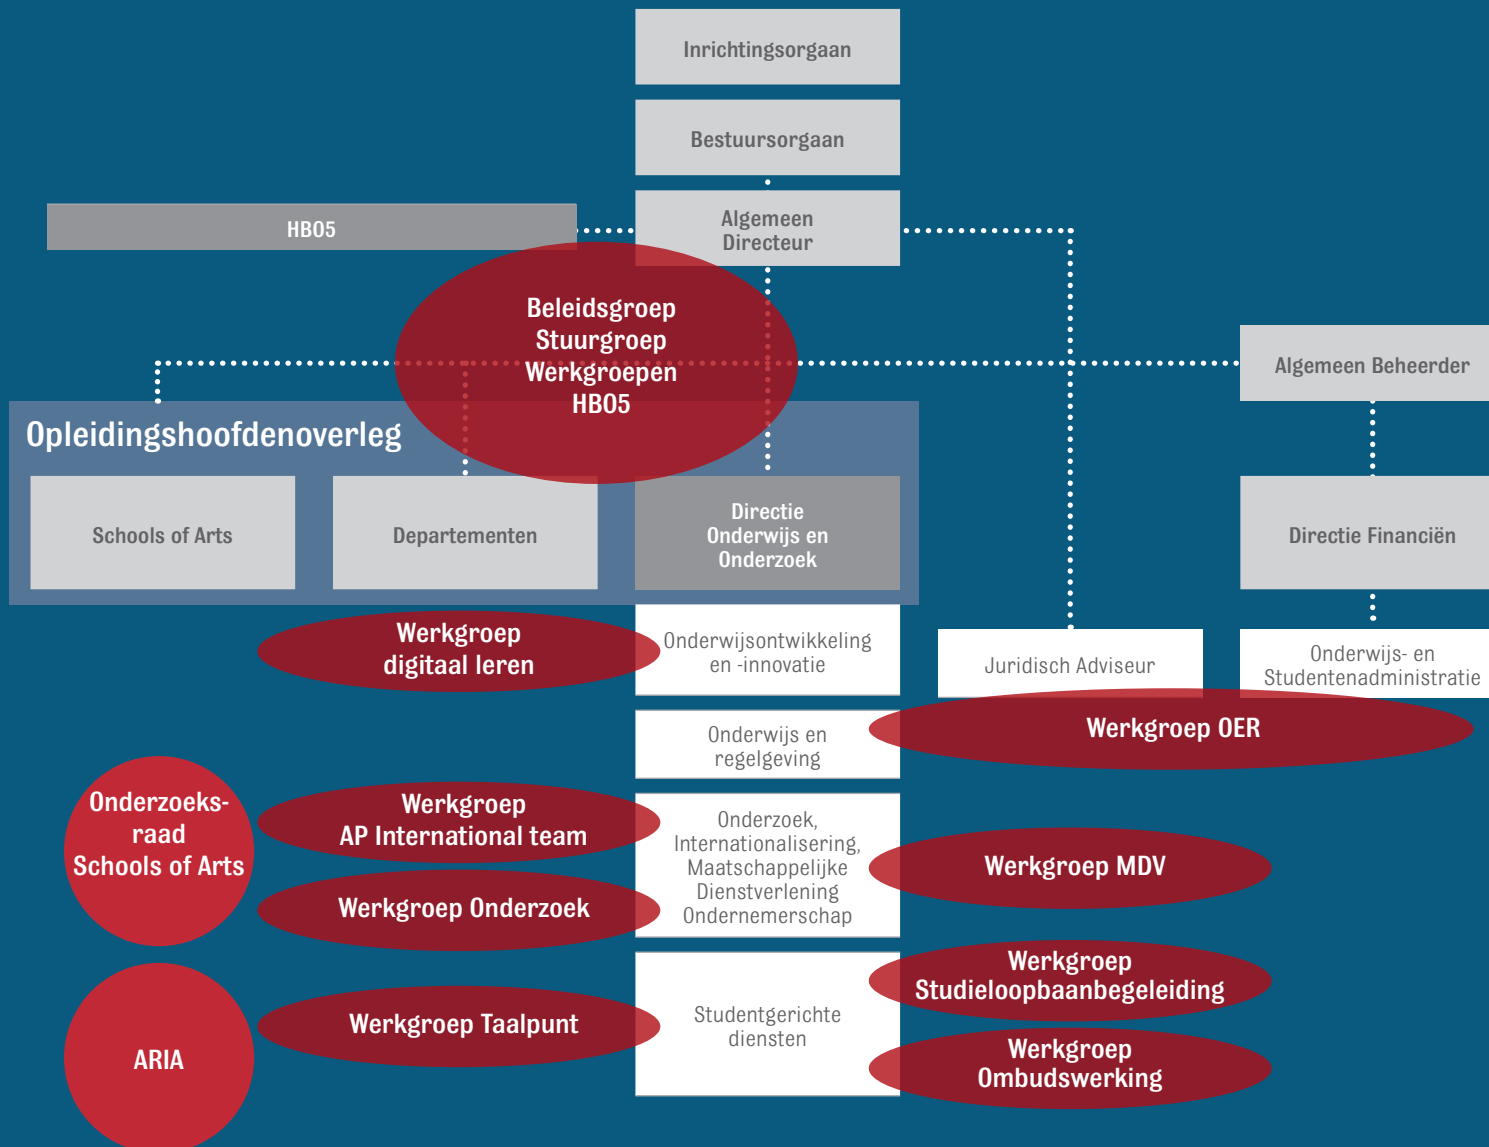 Inrichtingsorgaan
Bestuursorgaan
HBO5
Algemeen
Directeur
Beleidsgroep
Stuurgroep
Werkgroepen
HBO5
Algemeen Beheerder
Opleidingshoofdenoverleg
Schools of Arts
Departementen
Directie
Onderwijs en
Onderzoek
Directie Financiën
Werkgroep
digitaal leren
Onderwijsontwikkeling
en -innovatie
Juridisch Adviseur
Onderwijs- en
Studentenadministratie
Onderwijs en
regelgeving
Werkgroep OER
Onderzoeks-
raad
Schools of Arts
Werkgroep
AP International team
Onderzoek,
Internationalisering,
Maatschappelijke
Dienstverlening
Ondernemerschap
Werkgroep MDV
Werkgroep Onderzoek
Werkgroep
Studieloopbaanbegeleiding
ARIA
Werkgroep Taalpunt
Studentgerichte
diensten
Werkgroep
Ombudswerking